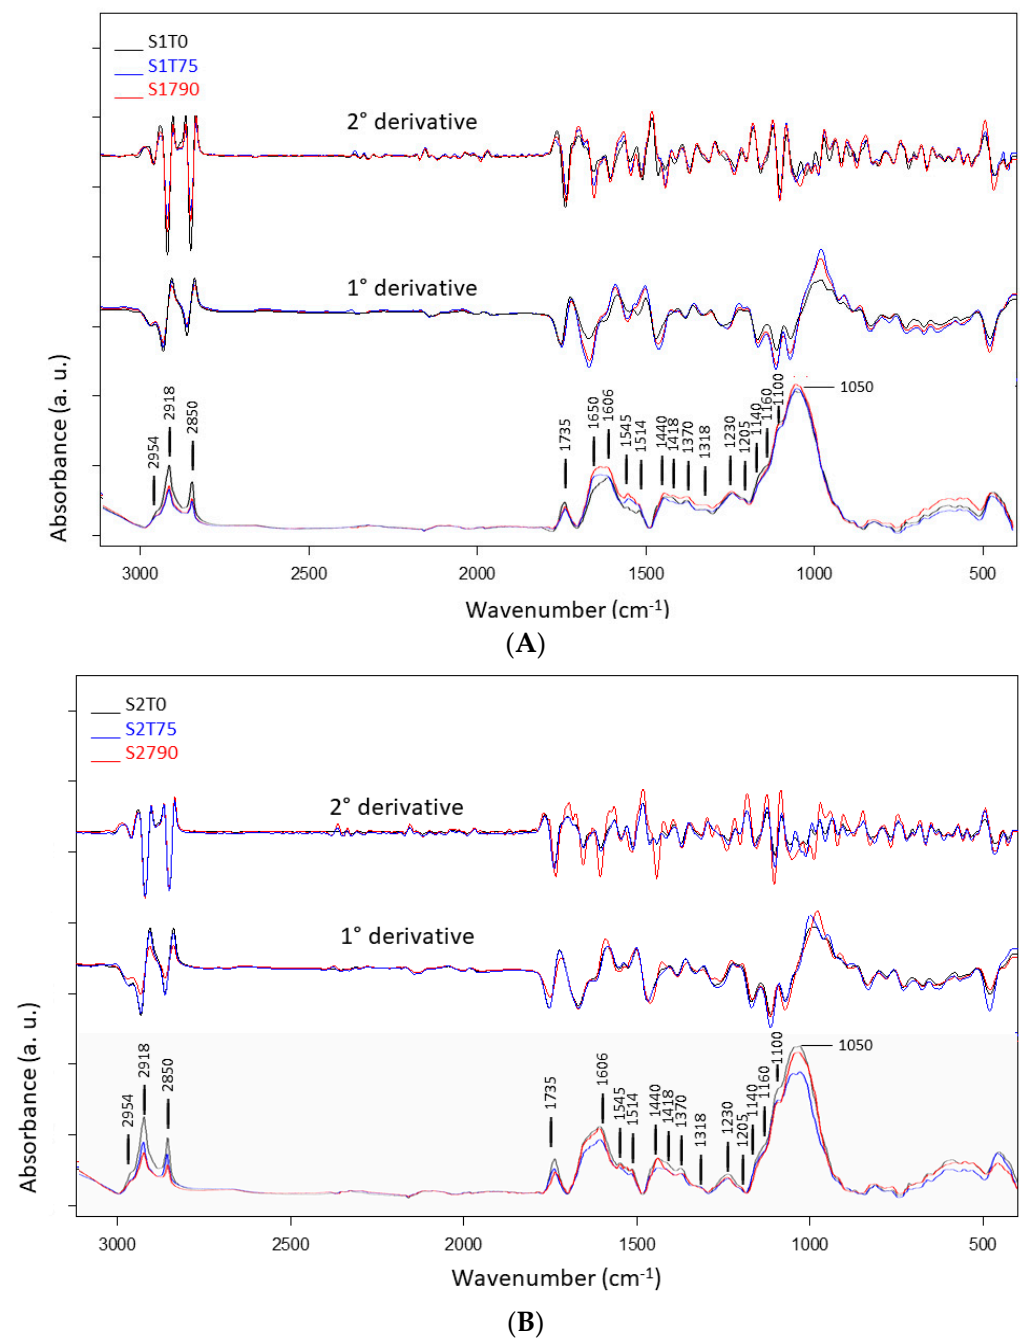 S1T0
S1T75
S1790
2° derivative
1° derivative
2954
2918
2850
1735
1650
1606
1545
1514
1440
1418
1370
1318
1230
1205
1140
1160
1100
1050
Absorbance (a. u.)
3000 2500 2000 1500 1000 500
Wavenumber (cm-1)
(A)
S2T0
S2T75
S2790
2° derivative
1° derivative
2954
2918
2850
1735
1606
1545
1514
1440
1418
1370
1318
1230
1205
1140
1160
1100
1050
Absorbance (a. u.)
3000 2500 2000 1500 1000 500
Wavenumber (cm-1)
(B)